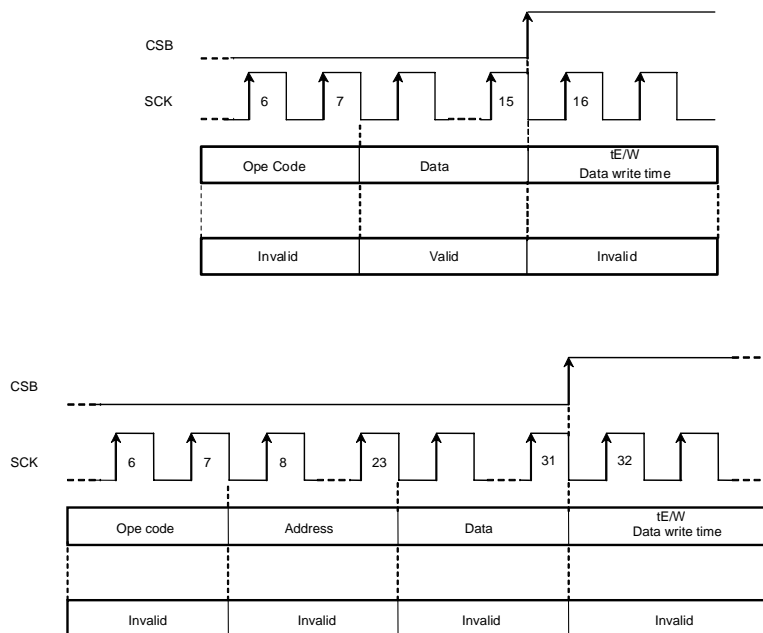 CSB
SCK
6 7 15 16
Ope Code Data tE/W
Data write time
Invalid Valid Invalid
CSB
SCK
6 7 8 23 31 32
Ope code Address Data tE/W
Data write time
Invalid Invalid Invalid Invalid